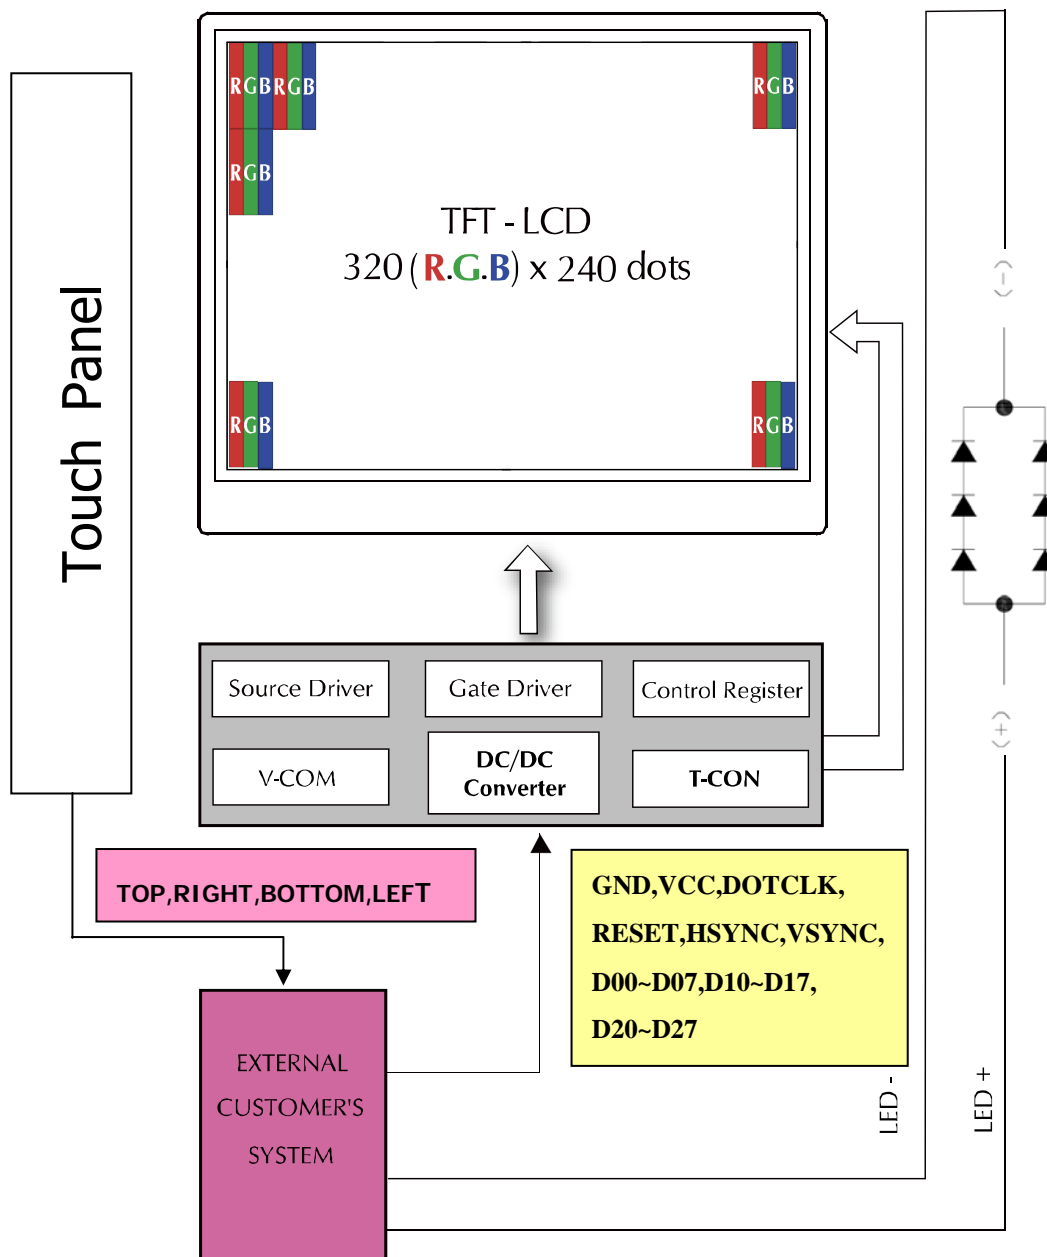 RGBRGB
RGB
RGB
TFT - LCD
320 (R.G.B) x 240 dots
RGB
RGB
Touch Panel
(-)
(+)
Source Driver
Gate Driver
Control Register
V-COM
DC/DC
Converter
T-CON
TOP,RIGHT,BOTTOM,LEFT
GND,VCC,DOTCLK,
RESET,HSYNC,VSYNC,
D00~D07,D10~D17,
D20~D27
EXTERNAL
CUSTOMER'S
SYSTEM
LED -
LED +